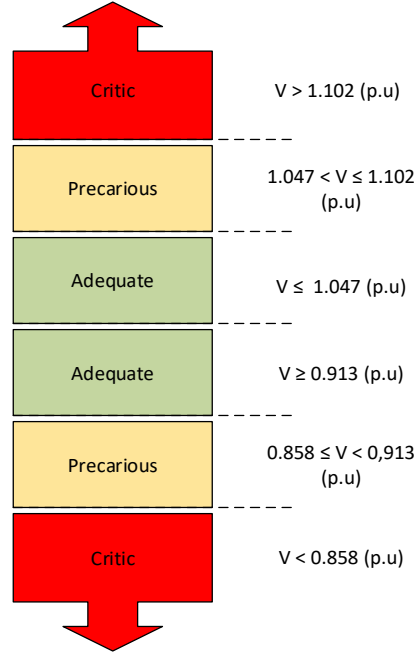 Critic
V > 1.102 (p.u)
Precarious
1.047 < V ≤ 1.102
(p.u)
Adequate
V ≤ 1.047 (p.u)
Adequate
V ≥ 0.913 (p.u)
Precarious
0.858 ≤ V < 0,913
(p.u)
Critic
V < 0.858 (p.u)